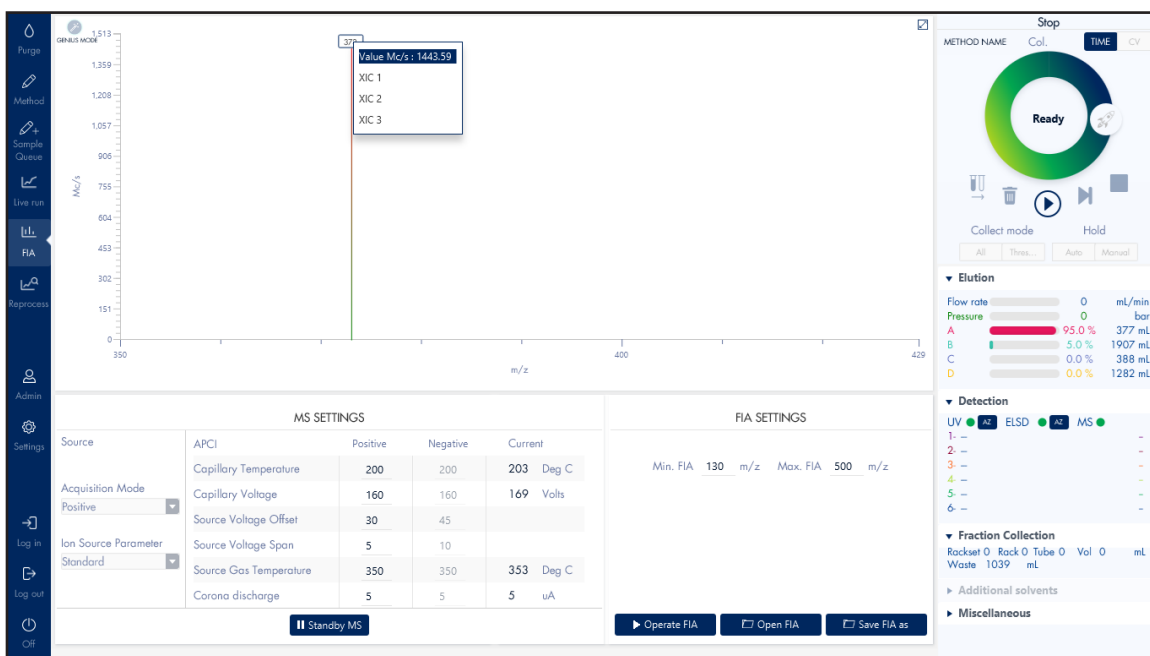 Purge
Method
Sample
Queue
Live run
FIA
Reprocess
Admin
Settings
Log in
Log out
Off
GENIUS MODE
1,513
1,359
1,208
1,057
906
755
604
453
302
151
0
Mc/s
350
400
429
m/z
Value Mc/s : 1443.59
XIC 1
XIC 2
XIC 3
MS SETTINGS
Source
Acquisition Mode
Positive
Ion Source Parameter
Standard
APCI Positive Negative Current
Capillary Temperature 200 200 203 Deg C
Capillary Voltage 160 160 169 Volts
Source Voltage Offset 30 45
Source Voltage Span 5 10
Source Gas Temperature 350 350 353 Deg C
Corona discharge 5 5 5 uA
Standby MS
FIA SETTINGS
Min. FIA 130 m/z Max. FIA 500 m/z
Operate FIA Open FIA Save FIA as
Stop
METHOD NAME Col. TIME CV
Ready
Collect mode Hold
All Thres... Auto Manual
Elution
Flow rate 0 mL/min
Pressure 0 bar
A 95.0 % 377 mL
B 5.0 % 1907 mL
C 0.0 % 388 mL
D 0.0 % 1282 mL
Detection
UV AZ ELSD AZ MS
1- – –
2- – –
3- – –
4- – –
5- – –
6- – –
Fraction Collection
Rackset 0 Rack 0 Tube 0 Vol 0 mL
Waste 1039 mL
Additional solvents
Miscellaneous